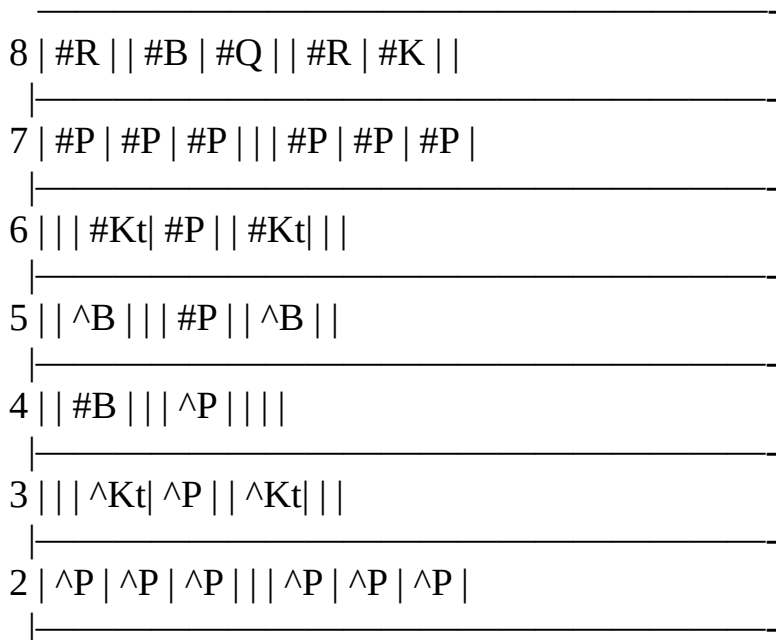 8 | #R | | #B | #Q | | #R | #K | |
7 | #P | #P | #P | | | #P | #P | #P |
6 | | | #Kt| #P | | #Kt| | |
5 | | ^B | | | #P | | ^B | |
4 | | #B | | | ^P | | | |
3 | | | ^Kt| ^P | | ^Kt| | |
2 | ^P | ^P | ^P | | | ^P | ^P | ^P |